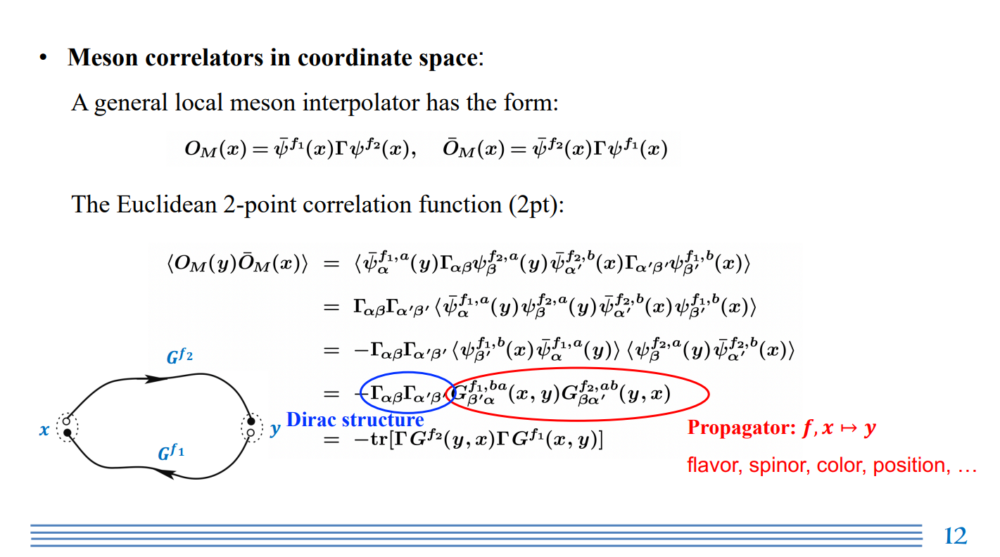 • Meson correlators in coordinate space:
A general local meson interpolator has the form:
$O_M(x) = \bar{\psi}^{f_1}(x)\Gamma\psi^{f_2}(x), \quad \bar{O}_M(x) = \bar{\psi}^{f_2}(x)\Gamma\psi^{f_1}(x)$
The Euclidean 2-point correlation function (2pt):
$\langle O_M(y)\bar{O}_M(x)\rangle = \langle \bar{\psi}^{f_1,a}_{\alpha}(y)\Gamma_{\alpha\beta}\psi^{f_2,a}_{\beta}(y)\bar{\psi}^{f_2,b}_{\alpha'}(x)\Gamma_{\alpha'\beta'}\psi^{f_1,b}_{\beta'}(x)\rangle$
$= \Gamma_{\alpha\beta}\Gamma_{\alpha'\beta'}\langle \bar{\psi}^{f_1,a}_{\alpha}(y)\psi^{f_2,a}_{\beta}(y)\bar{\psi}^{f_2,b}_{\alpha'}(x)\psi^{f_1,b}_{\beta'}(x)\rangle$
$= -\Gamma_{\alpha\beta}\Gamma_{\alpha'\beta'}\langle \psi^{f_1,b}_{\beta'}(x)\bar{\psi}^{f_1,a}_{\alpha}(y)\rangle \langle \psi^{f_2,a}_{\beta}(y)\bar{\psi}^{f_2,b}_{\alpha'}(x)\rangle$
$= -\Gamma_{\alpha\beta}\Gamma_{\alpha'\beta'}G^{f_1,ba}_{\beta'\alpha}(x,y)G^{f_2,ab}_{\beta\alpha'}(y,x)$
$= -\mathrm{tr}[\Gamma G^{f_2}(y,x)\Gamma G^{f_1}(x,y)]$
$G^{f_2}$
x
y
$G^{f_1}$
Dirac structure
Propagator: $f, x \mapsto y$
flavor, spinor, color, position, …
12